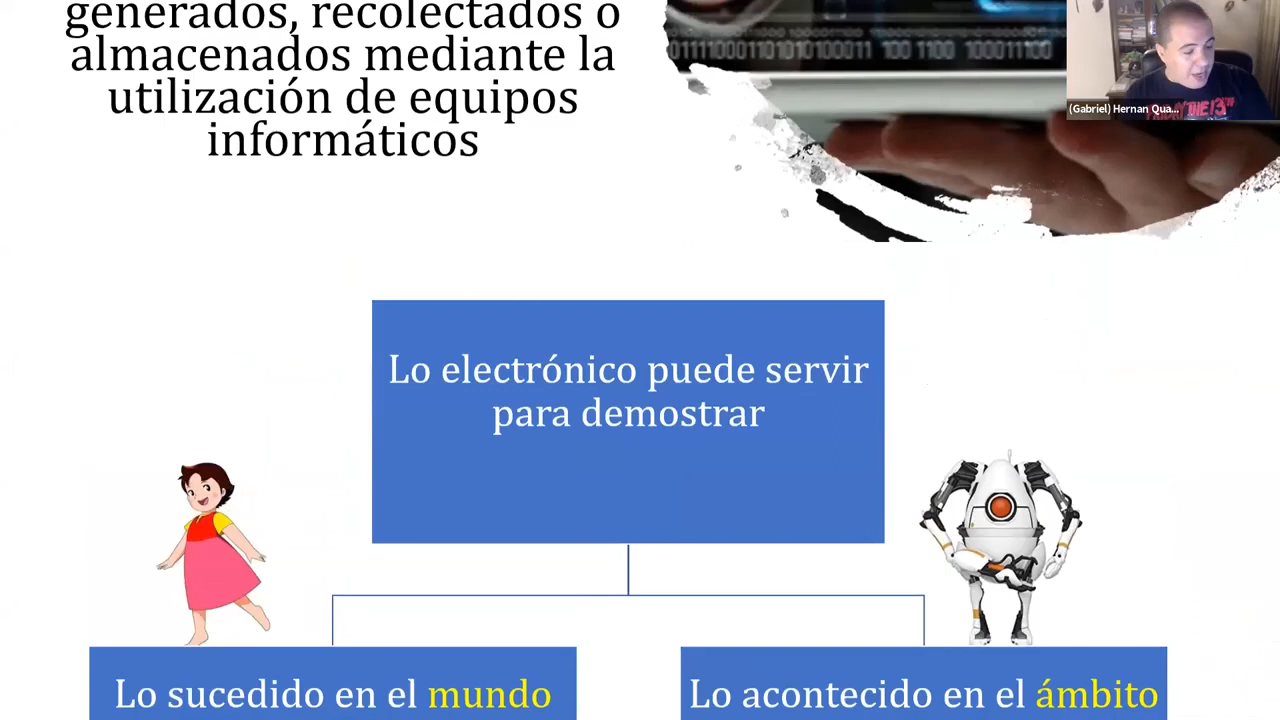 generados, recolectados o
almacenados mediante la
utilización de equipos
informáticos
(Gabriel) Hernan Qua...
Lo electrónico puede servir
para demostrar
Lo sucedido en el mundo
Lo acontecido en el ámbito